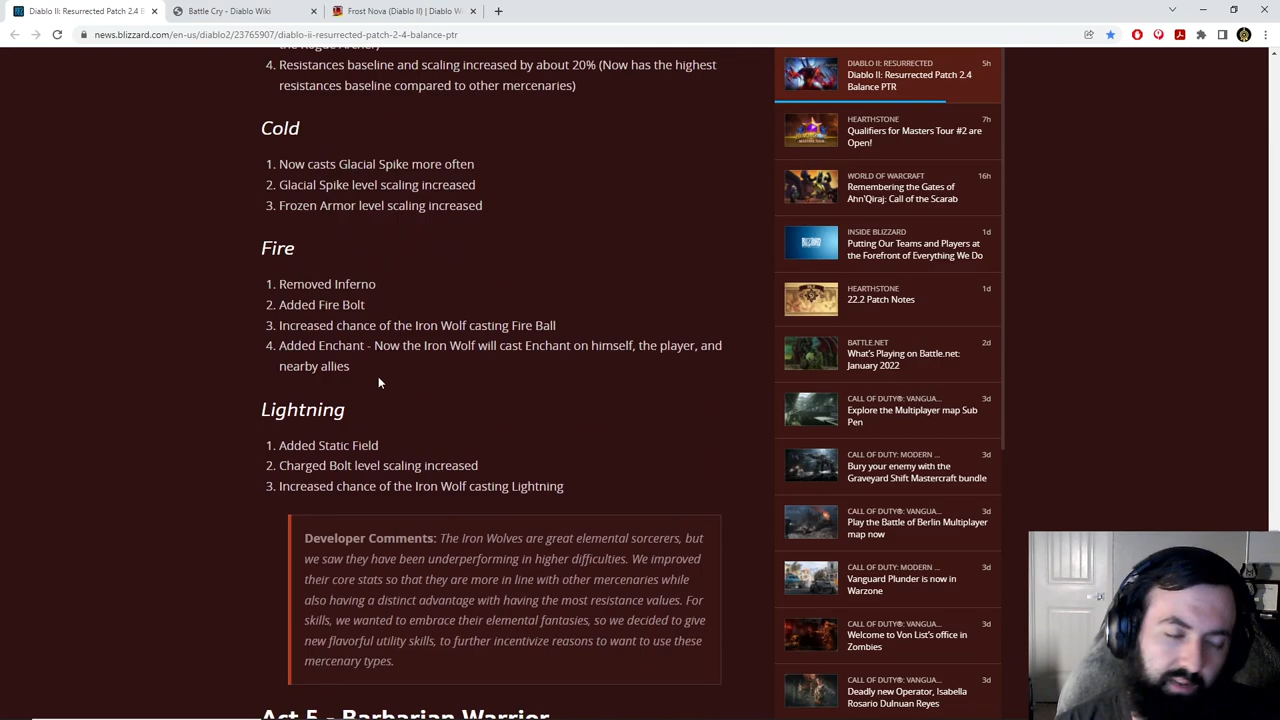 Diablo II: Resurrected Patch 2.4 B
Battle Cry - Diablo Wiki
Frost Nova (Diablo II) | Diablo W
news.blizzard.com/en-us/diablo2/23765907/diablo-ii-resurrected-patch-2-4-balance-ptr
the Rogue Archer)
4. Resistances baseline and scaling increased by about 20% (Now has the highest
resistances baseline compared to other mercenaries)
Cold
1. Now casts Glacial Spike more often
2. Glacial Spike level scaling increased
3. Frozen Armor level scaling increased
Fire
1. Removed Inferno
2. Added Fire Bolt
3. Increased chance of the Iron Wolf casting Fire Ball
4. Added Enchant - Now the Iron Wolf will cast Enchant on himself, the player, and
nearby allies
Lightning
1. Added Static Field
2. Charged Bolt level scaling increased
3. Increased chance of the Iron Wolf casting Lightning
Developer Comments: The Iron Wolves are great elemental sorcerers, but
we saw they have been underperforming in higher difficulties. We improved
their core stats so that they are more in line with other mercenaries while
also having a distinct advantage with having the most resistance values. For
skills, we wanted to embrace their elemental fantasies, so we decided to give
new flavorful utility skills, to further incentivize reasons to want to use these
mercenary types.
Act 5 - Barbarian Warrior
DIABLO II: RESURRECTED 5h
Diablo II: Resurrected Patch 2.4
Balance PTR
HEARTHSTONE 7h
Qualifiers for Masters Tour #2 are
Open!
WORLD OF WARCRAFT 16h
Remembering the Gates of
Ahn'Qiraj: Call of the Scarab
INSIDE BLIZZARD 1d
Putting Our Teams and Players at
the Forefront of Everything We Do
HEARTHSTONE 1d
22.2 Patch Notes
BATTLE.NET 2d
What's Playing on Battle.net:
January 2022
CALL OF DUTY®: VANGUA... 3d
Explore the Multiplayer map Sub
Pen
CALL OF DUTY: MODERN ... 3d
Bury your enemy with the
Graveyard Shift Mastercraft bundle
CALL OF DUTY®: VANGUA... 3d
Play the Battle of Berlin Multiplayer
map now
CALL OF DUTY: MODERN ... 3d
Vanguard Plunder is now in
Warzone
CALL OF DUTY®: VANGUA... 3d
Welcome to Von List's office in
Zombies
CALL OF DUTY®: VANGUA... 3d
Deadly new Operator, Isabella
Rosario Dulnuan Reyes